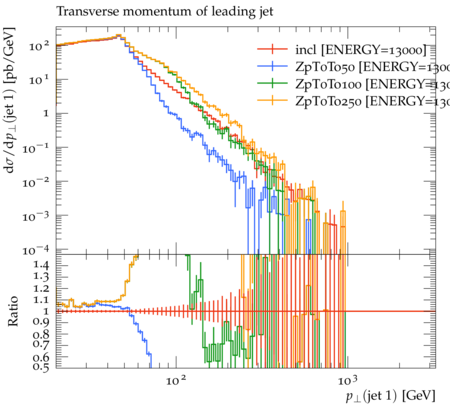 Transverse momentum of leading jet
dσ/dp⊥(jet 1) [pb/GeV]
10²
10¹
1
10⁻¹
10⁻²
10⁻³
10⁻⁴
incl [ENERGY=13000]
ZpToTo50 [ENERGY=1300
ZpToTo100 [ENERGY=130
ZpToTo250 [ENERGY=130
Ratio
1.4
1.3
1.2
1.1
1
0.9
0.8
0.7
0.6
0.5
10² 10³
p⊥(jet 1) [GeV]